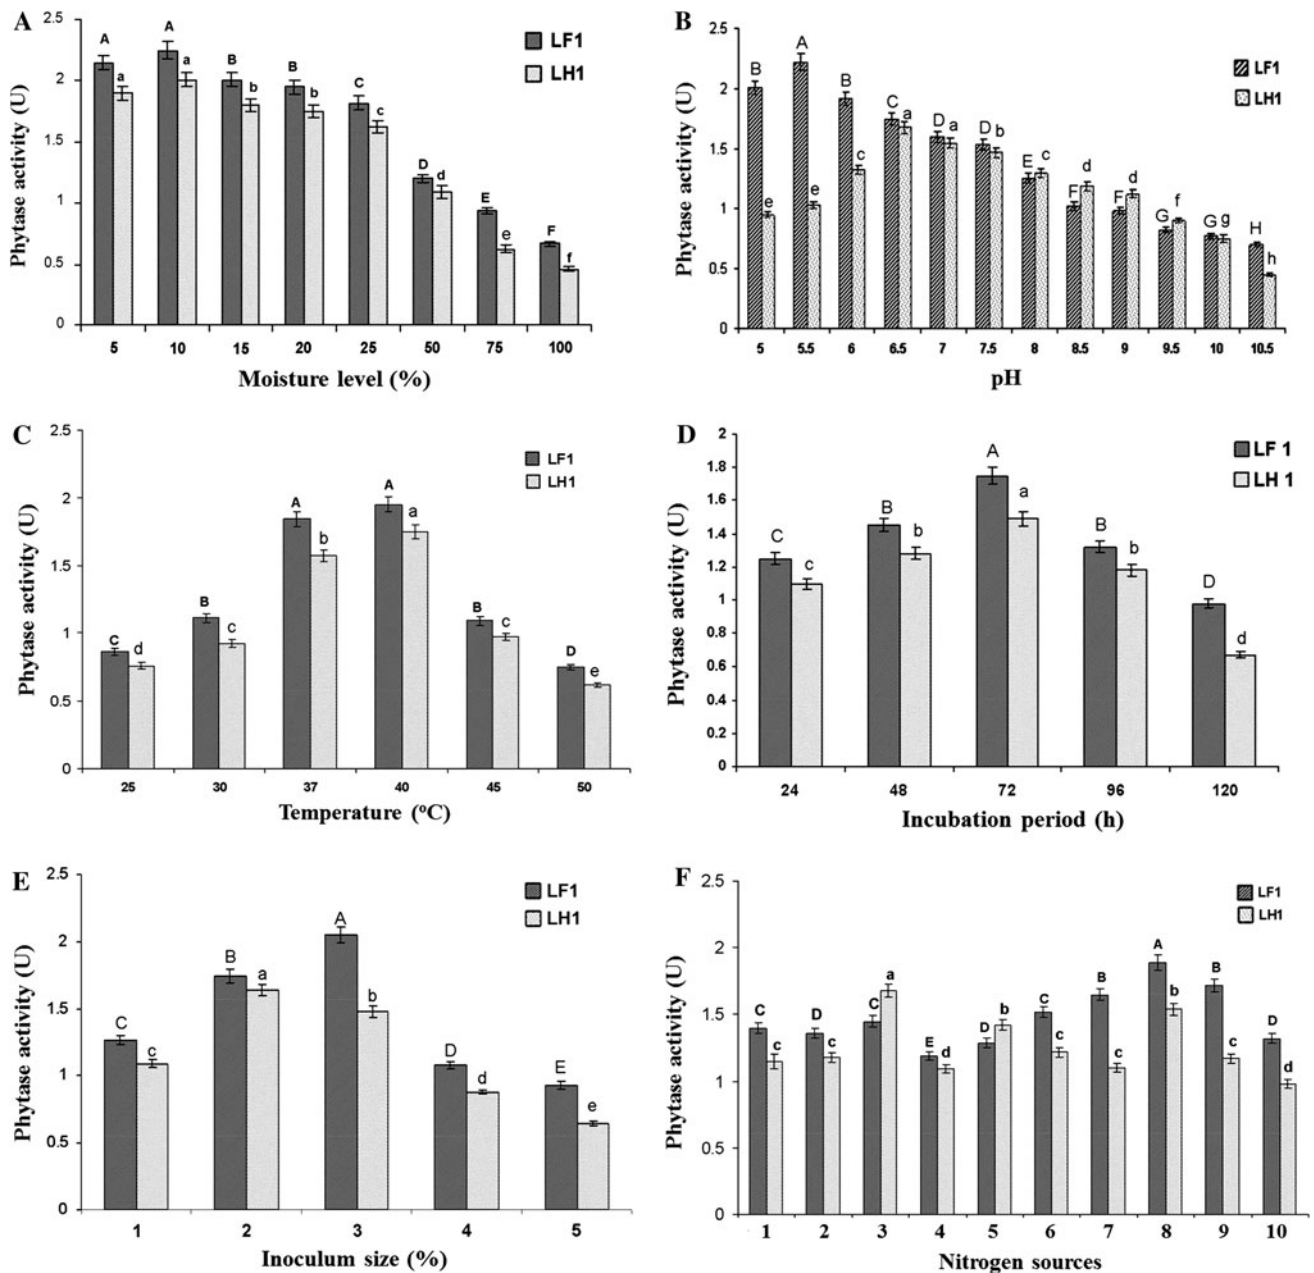 A
2.5
2
1.5
1
0.5
0
Phytase activity (U)
A A B B C D E F
a a b b c d e f
LF1
LH1
5 10 15 20 25 50 75 100
Moisture level (%)
B
2.5
2
1.5
1
0.5
0
Phytase activity (U)
B A B C D D E F F G G H
e e c a a b c d d f g h
LF1
LH1
5 5.5 6 6.5 7 7.5 8 8.5 9 9.5 10 10.5
pH
C
2.5
2
1.5
1
0.5
0
Phytase activity (U)
C B A A B D
d c b a c e
LF1
LH1
25 30 37 40 45 50
Temperature (ºC)
D
2
1.8
1.6
1.4
1.2
1
0.8
0.6
0.4
0.2
0
Phytase activity (U)
C B A B D
c b a b d
LF 1
LH 1
24 48 72 96 120
Incubation period (h)
E
2.5
2
1.5
1
0.5
0
Phytase activity (U)
C B A D E
c a b d e
LF1
LH1
1 2 3 4 5
Inoculum size (%)
F
2.5
2
1.5
1
0.5
0
Phytase activity (U)
C D C E D C B A B D
c c a d b c c b c d
LF1
LH1
1 2 3 4 5 6 7 8 9 10
Nitrogen sources